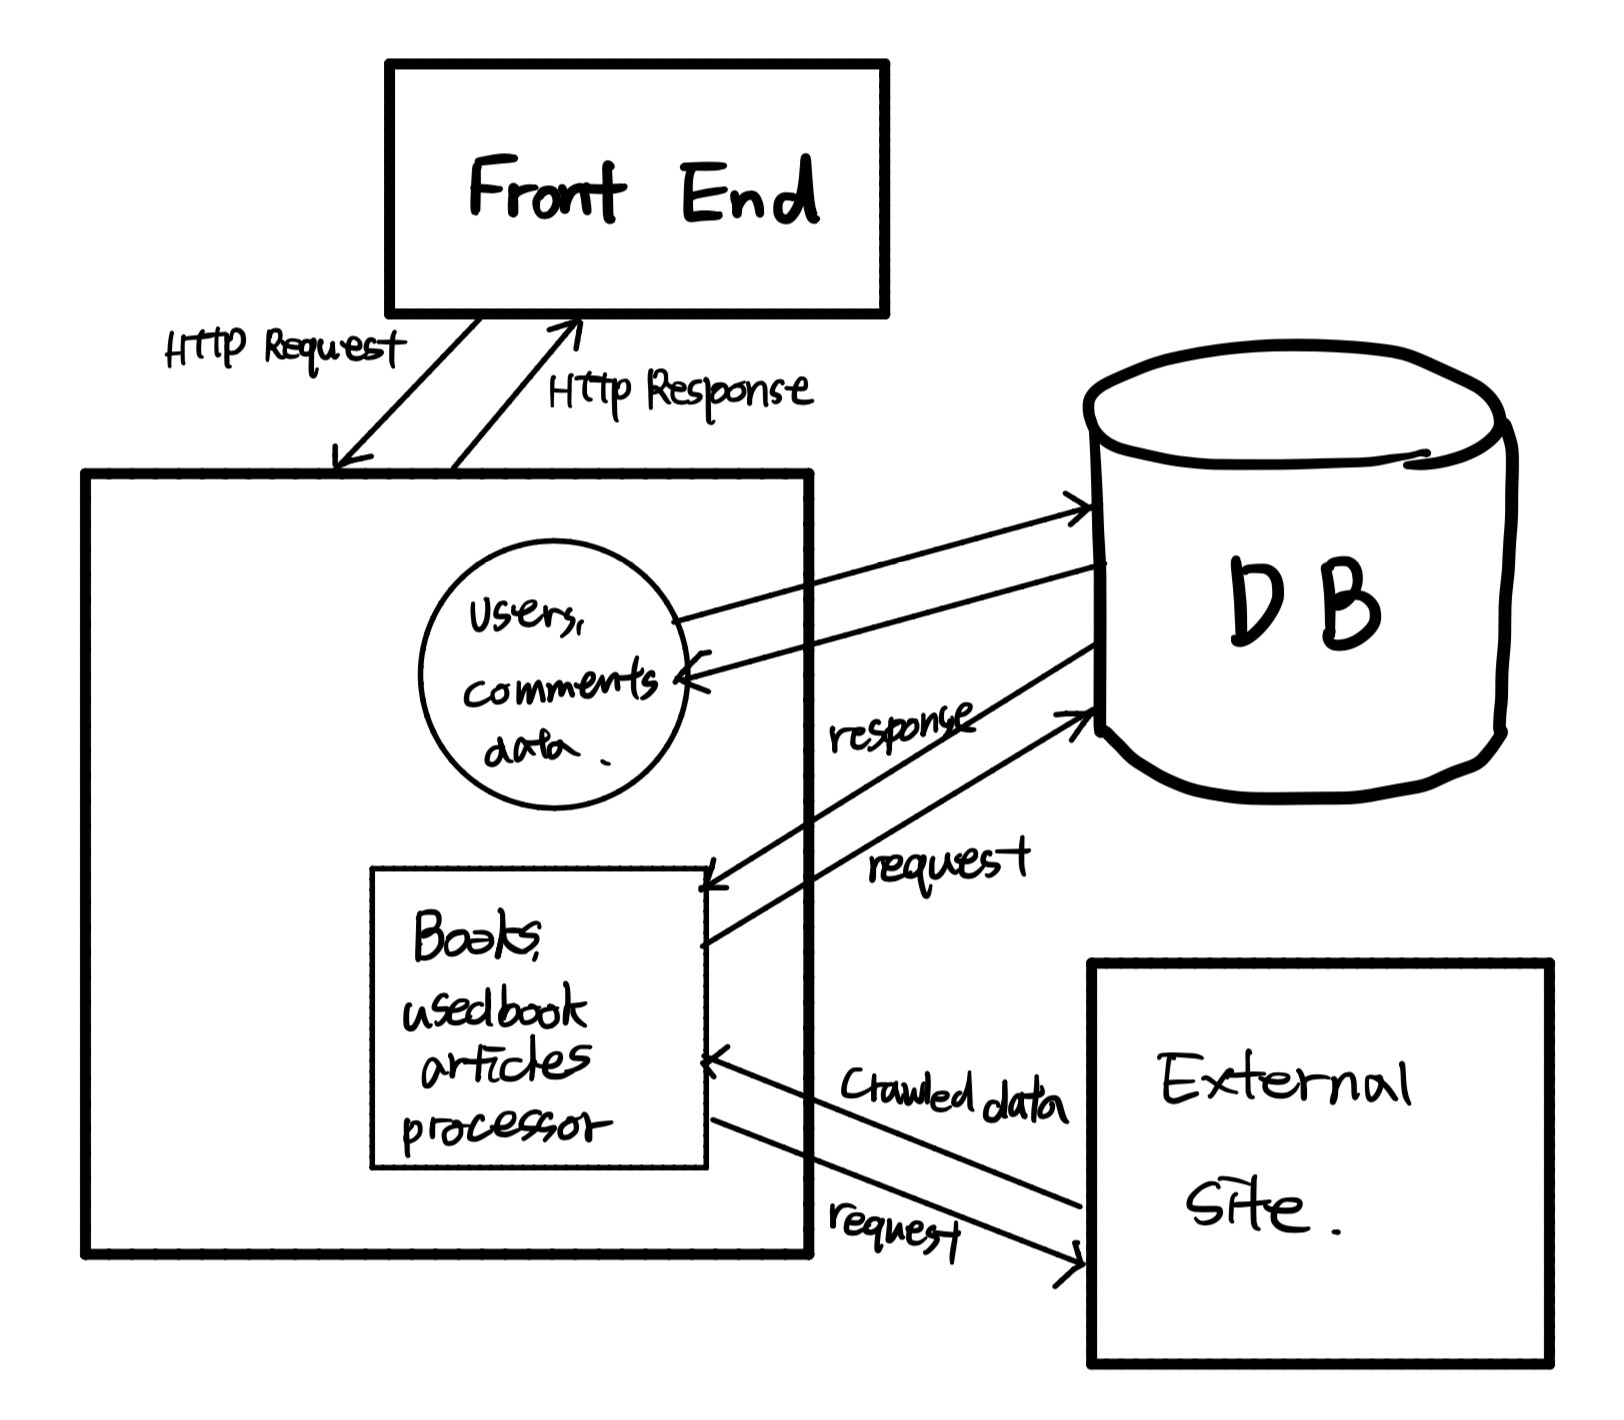 Front End
Http Request
Http Response
users,
comments
data.
DB
response
request
Books,
usedbook
articles
processor
Crawled data
request
External
site.